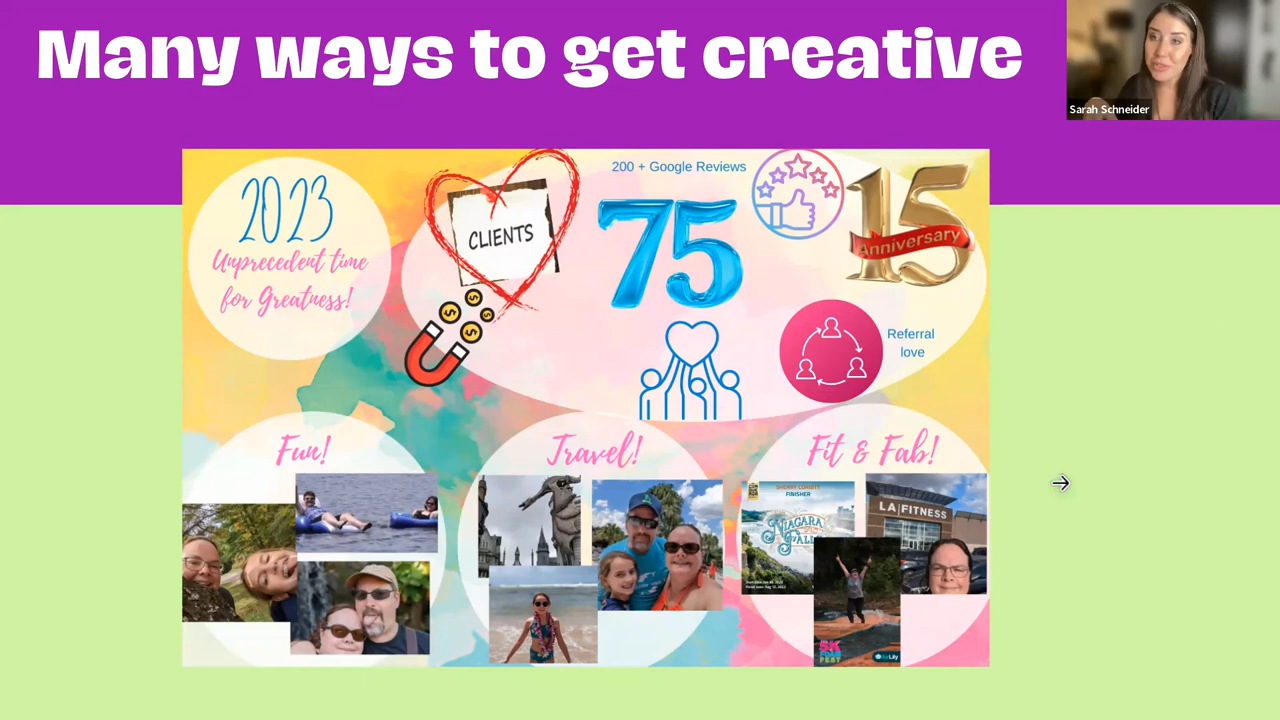 Many ways to get creative
Sarah Schneider
2023
Unprecedent time
for Greatness!
CLIENTS
200 + Google Reviews
75
15
Anniversary
Referral
love
Fun!
Travel!
Fit & Fab!
FINISHER
NIAGARA
FALLS
LA|FITNESS
5K
FEST